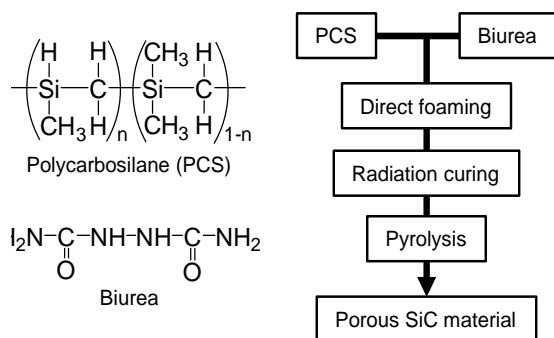 H H CH3 H
Si C Si C
CH3 H n CH3 H 1-n
Polycarbosilane (PCS)
H2N-C-NH-NH-C-NH2
O O
Biurea
PCS
Biurea
Direct foaming
Radiation curing
Pyrolysis
Porous SiC material